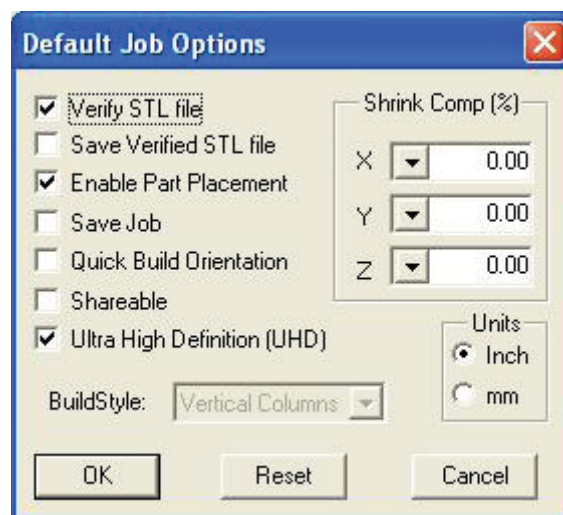 Default Job Options
Verify STL file
Save Verified STL file
Enable Part Placement
Save Job
Quick Build Orientation
Shareable
Ultra High Definition (UHD)
Shrink Comp (%)
X 0.00
Y 0.00
Z 0.00
Units
Inch
mm
BuildStyle: Vertical Columns
OK Reset Cancel